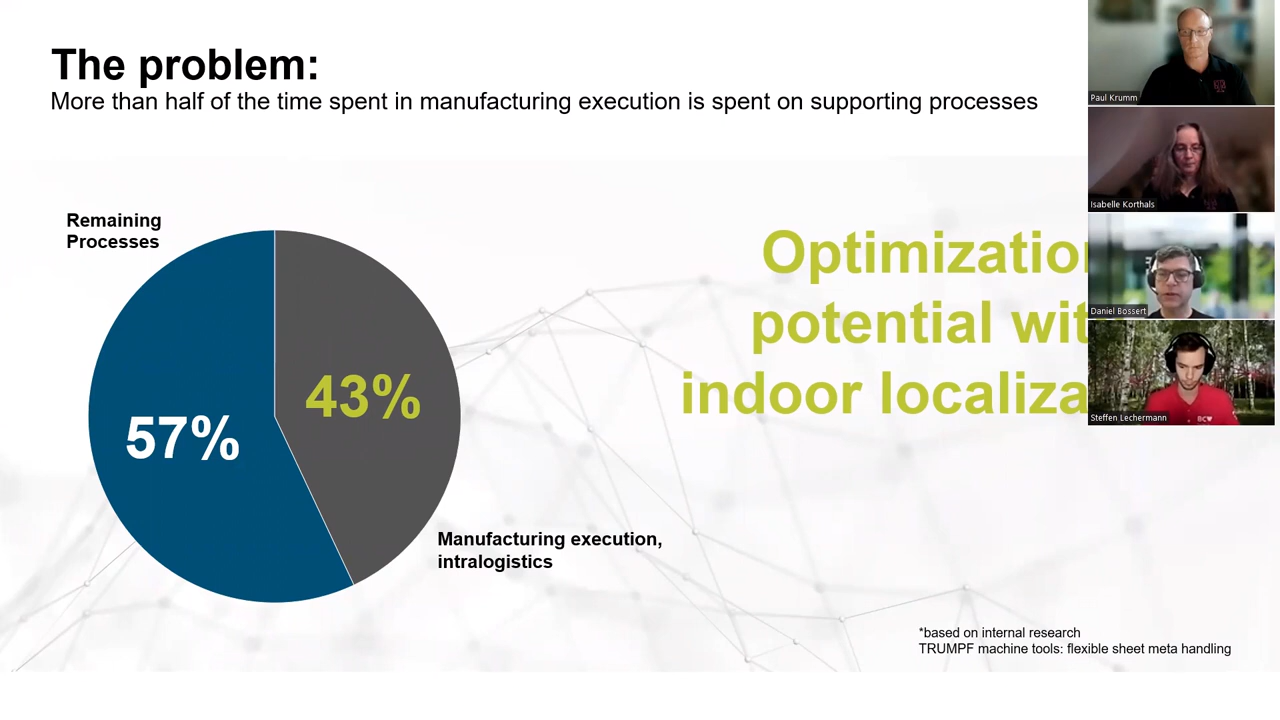 The problem:
More than half of the time spent in manufacturing execution is spent on supporting processes
Remaining
Processes
57%
43%
Manufacturing execution,
intralogistics
Optimization
potential wit
indoor localiza
*based on internal research
TRUMPF machine tools: flexible sheet meta handling
Paul Krumm
Isabelle Korthals
Daniel Bossert
Steffen Lechermann